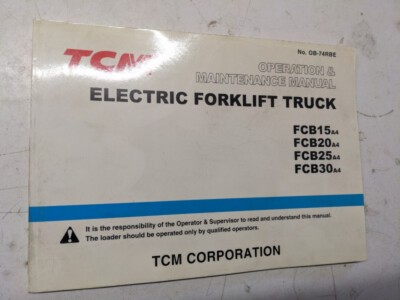 No. OB-74RBE
TCM
OPERATION &
MAINTENANCE MANUAL
ELECTRIC FORKLIFT TRUCK
FCB15A4
FCB20A4
FCB25A4
FCB30A4
It is the responsibility of the Operator & Supervisor to read and understand this manual.
The loader should be operated only by qualified operators.
TCM CORPORATION